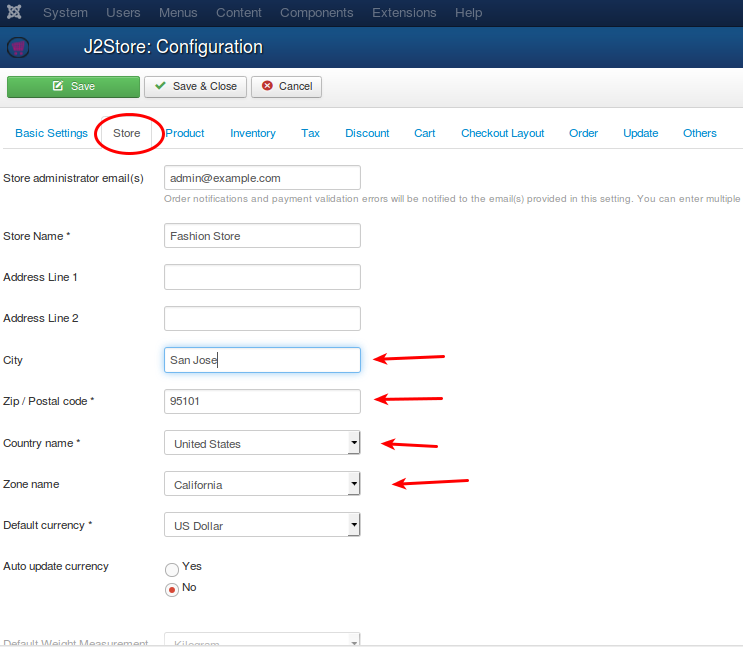 System Users Menus Content Components Extensions Help
J2Store: Configuration
Save Save & Close Cancel
Basic Settings Store Product Inventory Tax Discount Cart Checkout Layout Order Update Others
Store administrator email(s) admin@example.com
Order notifications and payment validation errors will be notified to the email(s) provided in this setting. You can enter multiple
Store Name * Fashion Store
Address Line 1
Address Line 2
City San Jose
Zip / Postal code * 95101
Country name * United States
Zone name California
Default currency * US Dollar
Auto update currency Yes
No
Default Weight Measurement Kilogram